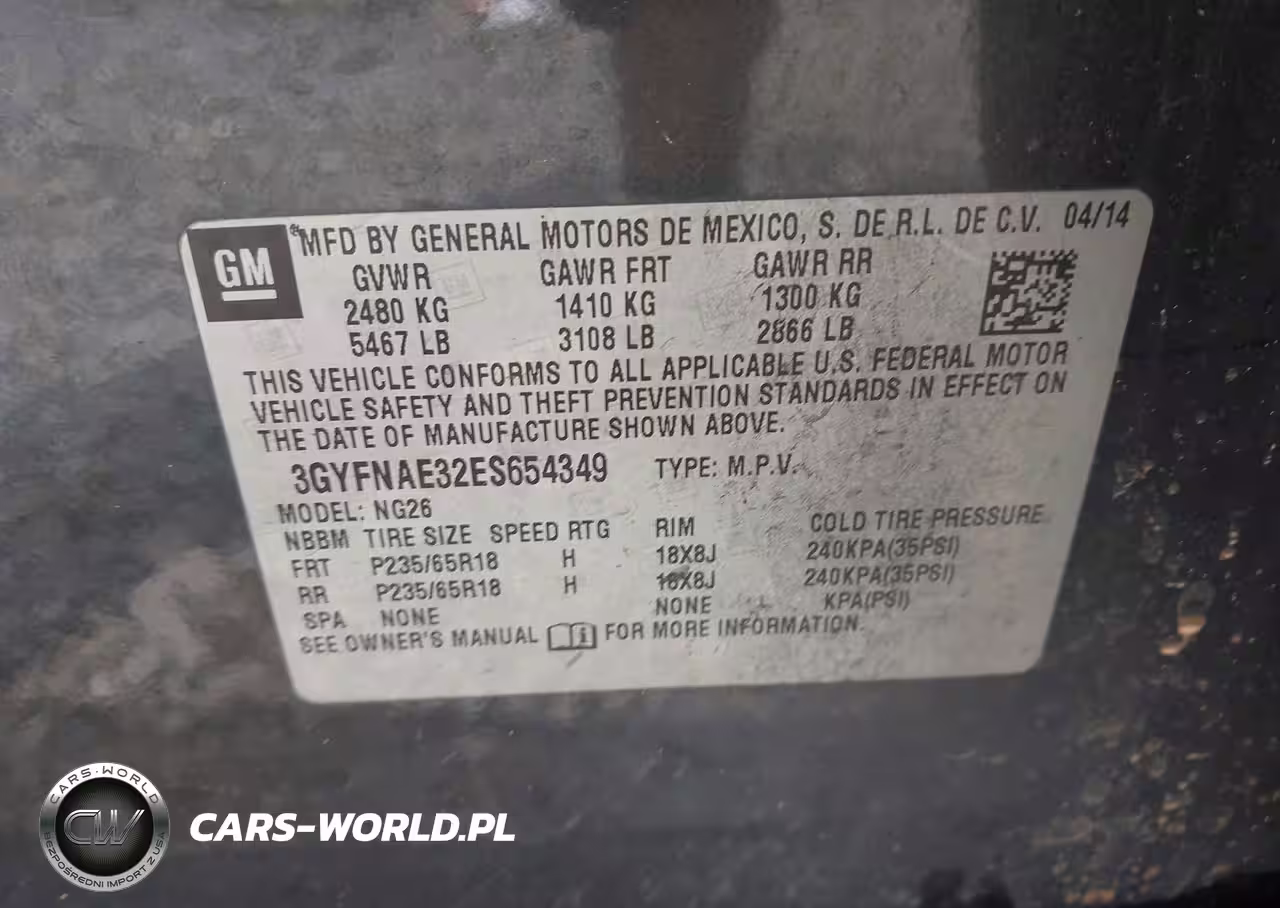 GM
MFD BY GENERAL MOTORS DE MEXICO, S. DE R.L. DE C.V. 04/14
GVWR GAWR FRT GAWR RR
2480 KG 1410 KG 1300 KG
5467 LB 3108 LB 2866 LB
THIS VEHICLE CONFORMS TO ALL APPLICABLE U.S. FEDERAL MOTOR
VEHICLE SAFETY AND THEFT PREVENTION STANDARDS IN EFFECT ON
THE DATE OF MANUFACTURE SHOWN ABOVE.
3GYFNAE32ES654349 TYPE: M.P.V.
MODEL: NG26
NBBM TIRE SIZE SPEED RTG RIM COLD TIRE PRESSURE
FRT P235/65R18 H 18X8J 240KPA(35PSI)
RR P235/65R18 H 18X8J 240KPA(35PSI)
SPA NONE NONE KPA(PSI)
SEE OWNER'S MANUAL FOR MORE INFORMATION.
CARS-WORLD
CW
BEZPOŚREDNI IMPORT Z USA
CARS-WORLD.PL